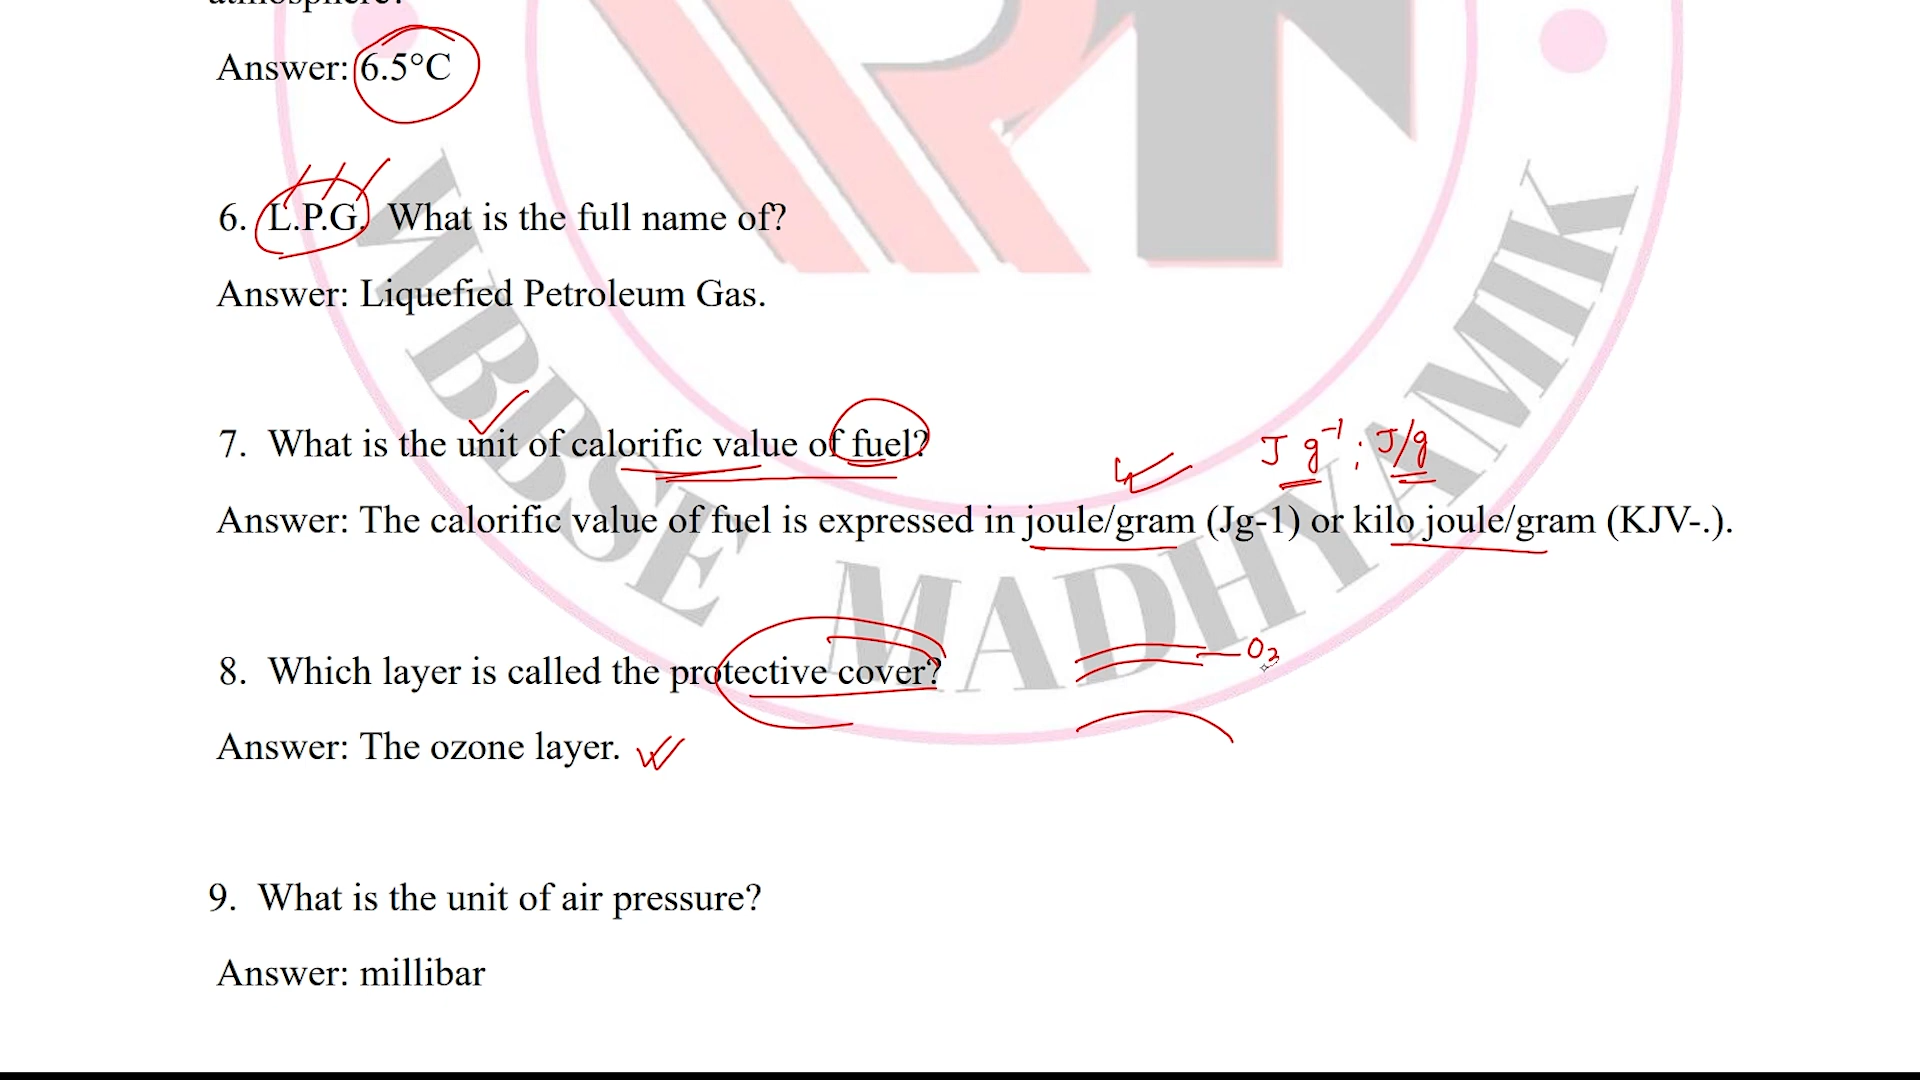 atmosphere?
Answer: 6.5°C
6. L.P.G. What is the full name of?
Answer: Liquefied Petroleum Gas.
7. What is the unit of calorific value of fuel?
J g⁻¹ ; J/g
Answer: The calorific value of fuel is expressed in joule/gram (Jg-1) or kilo joule/gram (KJV-.).
8. Which layer is called the protective cover?
O₃
Answer: The ozone layer.
9. What is the unit of air pressure?
Answer: millibar
WBBSE MADHYAMIK